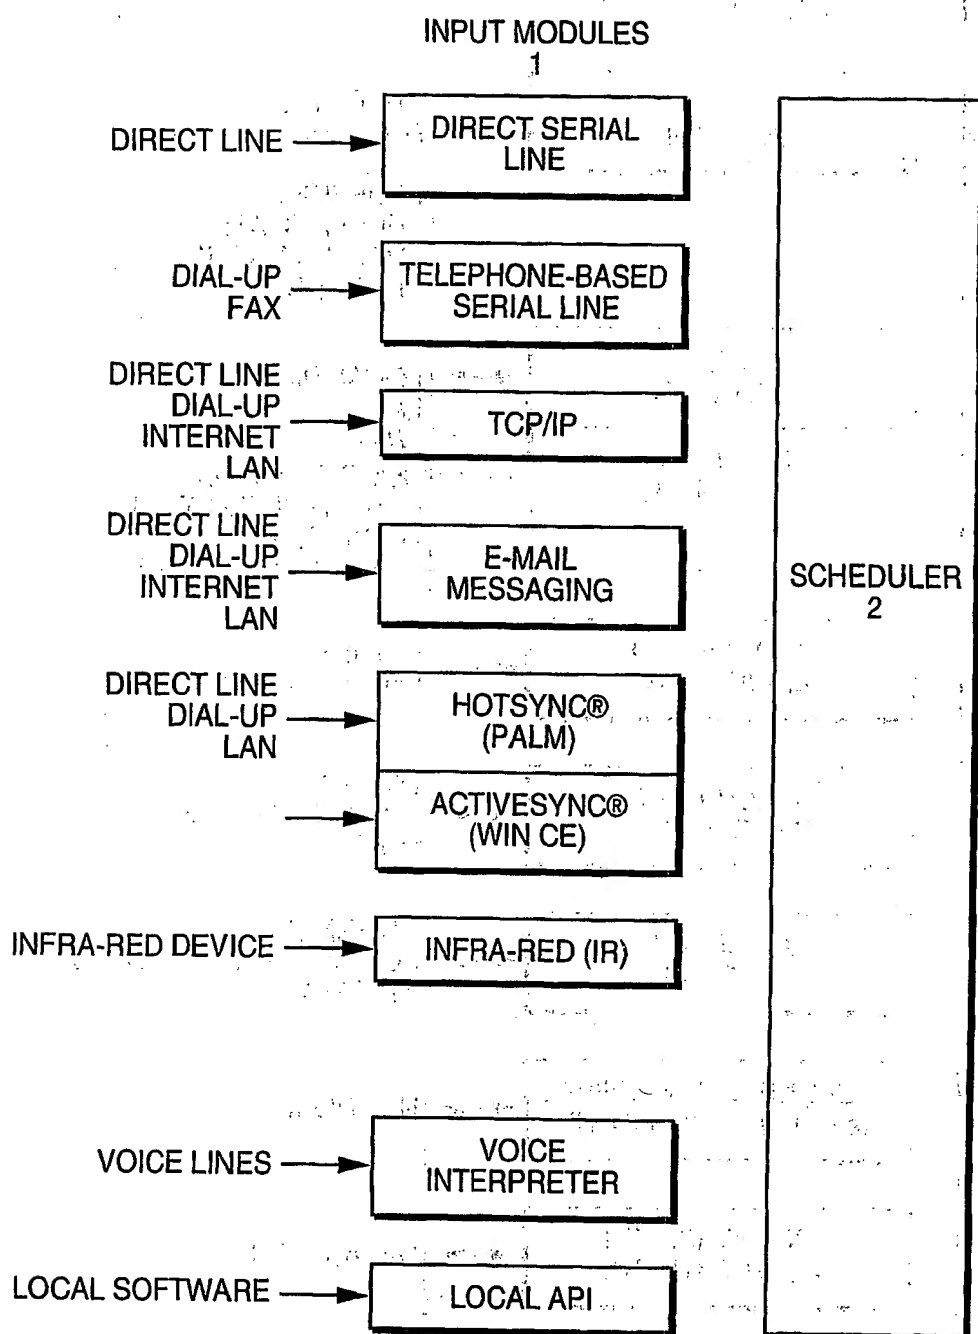 INPUT MODULES
1
DIRECT LINE
DIRECT SERIAL
LINE
DIAL-UP
FAX
TELEPHONE-BASED
SERIAL LINE
DIRECT LINE
DIAL-UP
INTERNET
LAN
TCP/IP
DIRECT LINE
DIAL-UP
INTERNET
LAN
E-MAIL
MESSAGING
SCHEDULER
2
DIRECT LINE
DIAL-UP
LAN
HOTSYNC®
(PALM)
ACTIVESYNC®
(WIN CE)
INFRA-RED DEVICE
INFRA-RED (IR)
VOICE LINES
VOICE
INTERPRETER
LOCAL SOFTWARE
LOCAL API